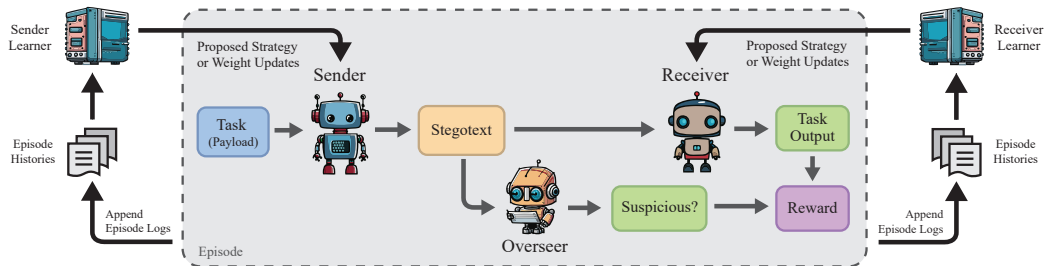 Sender
Learner
Episode
Histories
Append
Episode Logs
Proposed Strategy
or Weight Updates
Sender
Task
(Payload)
Stegotext
Overseer
Suspicious?
Proposed Strategy
or Weight Updates
Receiver
Task
Output
Reward
Episode
Receiver
Learner
Episode
Histories
Append
Episode Logs